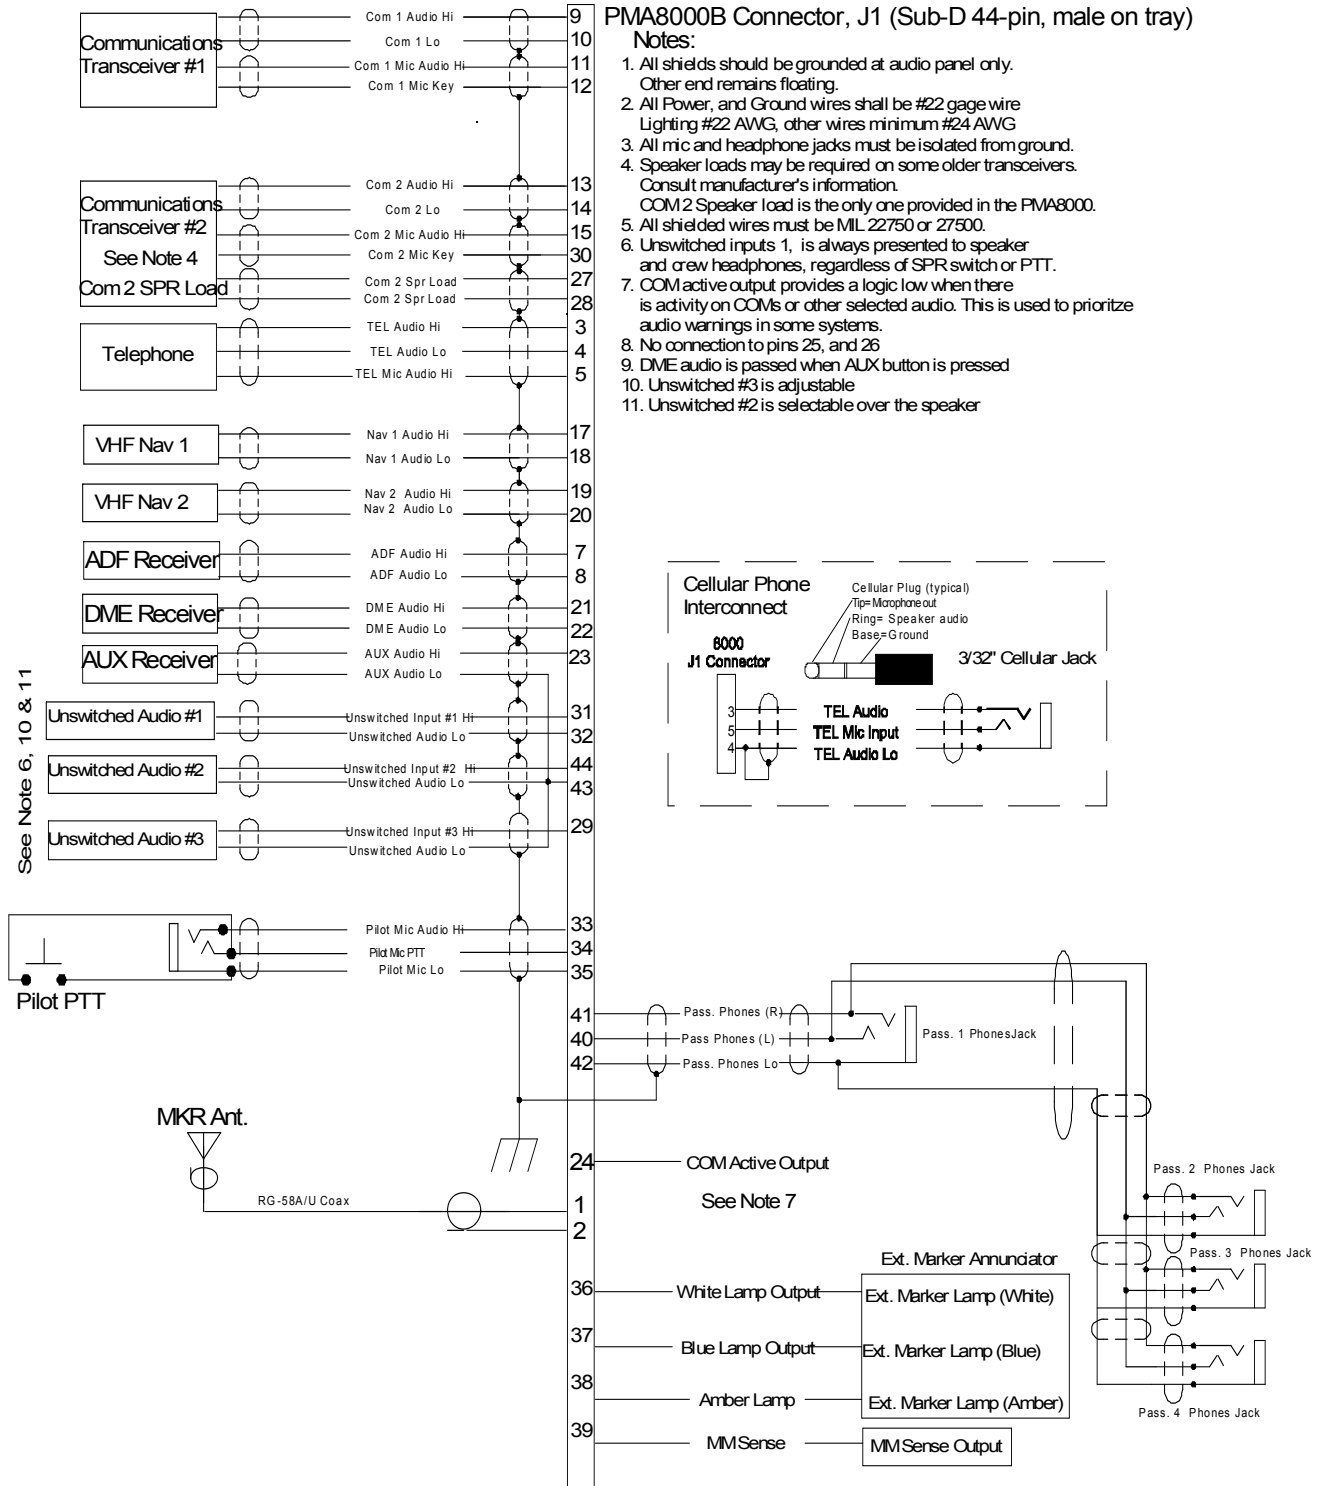 PMA8000B Connector, J1 (Sub-D 44-pin, male on tray)
Notes:
1. All shields should be grounded at audio panel only.
Other end remains floating.
2. All Power, and Ground wires shall be #22 gage wire
Lighting #22 AWG, other wires minimum #24 AWG
3. All mic and headphone jacks must be isolated from ground.
4. Speaker loads may be required on some older transceivers.
Consult manufacturer's information.
COM 2 Speaker load is the only one provided in the PMA8000.
5. All shielded wires must be MIL 22750 or 27500.
6. Unswitched inputs 1, is always presented to speaker
and crew headphones, regardless of SPR switch or PTT.
7. COM active output provides a logic low when there
is activity on COMs or other selected audio. This is used to prioritze
audio warnings in some systems.
8. No connection to pins 25, and 26
9. DME audio is passed when AUX button is pressed
10. Unswitched #3 is adjustable
11. Unswitched #2 is selectable over the speaker
Communications
Transceiver #1
Com 1 Audio Hi 9
Com 1 Lo 10
Com 1 Mic Audio Hi 11
Com 1 Mic Key 12
Communications
Transceiver #2
See Note 4
Com 2 SPR Load
Com 2 Audio Hi 13
Com 2 Lo 14
Com 2 Mic Audio Hi 15
Com 2 Mic Key 30
Com 2 Spr Load 27
Com 2 Spr Load 28
Telephone
TEL Audio Hi 3
TEL Audio Lo 4
TEL Mic Audio Hi 5
VHF Nav 1
Nav 1 Audio Hi 17
Nav 1 Audio Lo 18
VHF Nav 2
Nav 2 Audio Hi 19
Nav 2 Audio Lo 20
ADF Receiver
ADF Audio Hi 7
ADF Audio Lo 8
DME Receiver
DME Audio Hi 21
DME Audio Lo 22
AUX Receiver
AUX Audio Hi 23
AUX Audio Lo
See Note 6, 10 & 11
Unswitched Audio #1
Unswitched Input #1 Hi 31
Unswitched Audio Lo 32
Unswitched Audio #2
Unswitched Input #2 Hi 44
Unswitched Audio Lo 43
Unswitched Audio #3
Unswitched Input #3 Hi 29
Unswitched Audio Lo
Pilot PTT
Pilot Mic Audio Hi 33
Pilot Mic PTT 34
Pilot Mic Lo 35
Cellular Phone
Interconnect
Cellular Plug (typical)
Tip= Microphone out
Ring= Speaker audio
Base=Ground
8000
J1 Connector
3/32" Cellular Jack
3 TEL Audio
5 TEL Mic Input
4 TEL Audio Lo
41 Pass. Phones (R)
40 Pass Phones (L)
42 Pass. Phones Lo
Pass. 1 Phones Jack
MKR Ant.
RG-58A/U Coax
24 COM Active Output
See Note 7
1
2
Pass. 2 Phones Jack
Pass. 3 Phones Jack
Pass. 4 Phones Jack
Ext. Marker Annunciator
36 White Lamp Output Ext. Marker Lamp (White)
37 Blue Lamp Output Ext. Marker Lamp (Blue)
38 Amber Lamp Ext. Marker Lamp (Amber)
39 MM Sense MM Sense Output